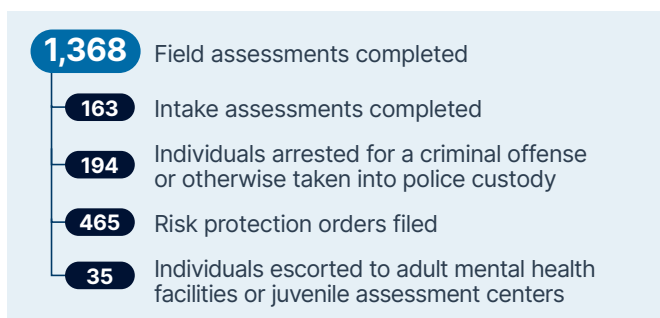 1,368 Field assessments completed
163 Intake assessments completed
194 Individuals arrested for a criminal offense
or otherwise taken into police custody
465 Risk protection orders filed
35 Individuals escorted to adult mental health
facilities or juvenile assessment centers